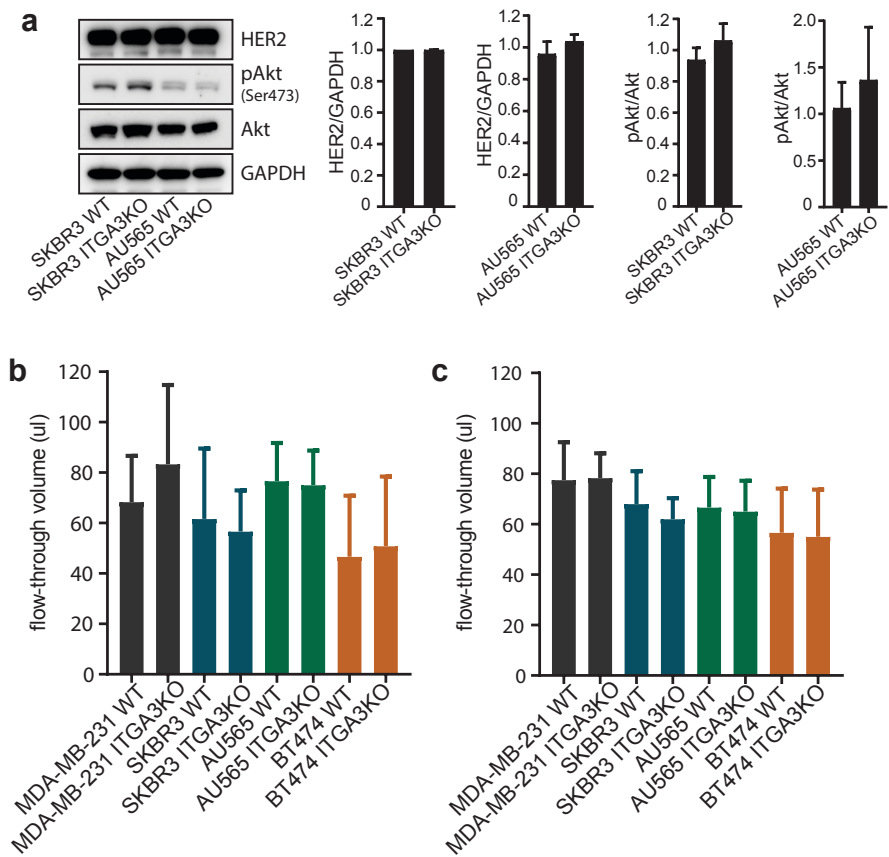 a
HER2
pAkt
(Ser473)
Akt
GAPDH
SKBR3 WT
SKBR3 ITGA3KO
AU565 WT
AU565 ITGA3KO
HER2/GAPDH
1.2
1.0
0.8
0.6
0.4
0.2
0
SKBR3 WT
SKBR3 ITGA3KO
HER2/GAPDH
1.2
1.0
0.8
0.6
0.4
0.2
0
AU565 WT
AU565 ITGA3KO
pAkt/Akt
1.2
1.0
0.8
0.6
0.4
0.2
0
SKBR3 WT
SKBR3 ITGA3KO
pAkt/Akt
2.0
1.5
1.0
0.5
0
AU565 WT
AU565 ITGA3KO
b
flow-through volume (ul)
120
100
80
60
40
20
0
MDA-MB-231 WT
MDA-MB-231 ITGA3KO
SKBR3 WT
SKBR3 ITGA3KO
AU565 WT
AU565 ITGA3KO
BT474 WT
BT474 ITGA3KO
c
flow-through volume (ul)
120
100
80
60
40
20
0
MDA-MB-231 WT
MDA-MB-231 ITGA3KO
SKBR3 WT
SKBR3 ITGA3KO
AU565 WT
AU565 ITGA3KO
BT474 WT
BT474 ITGA3KO